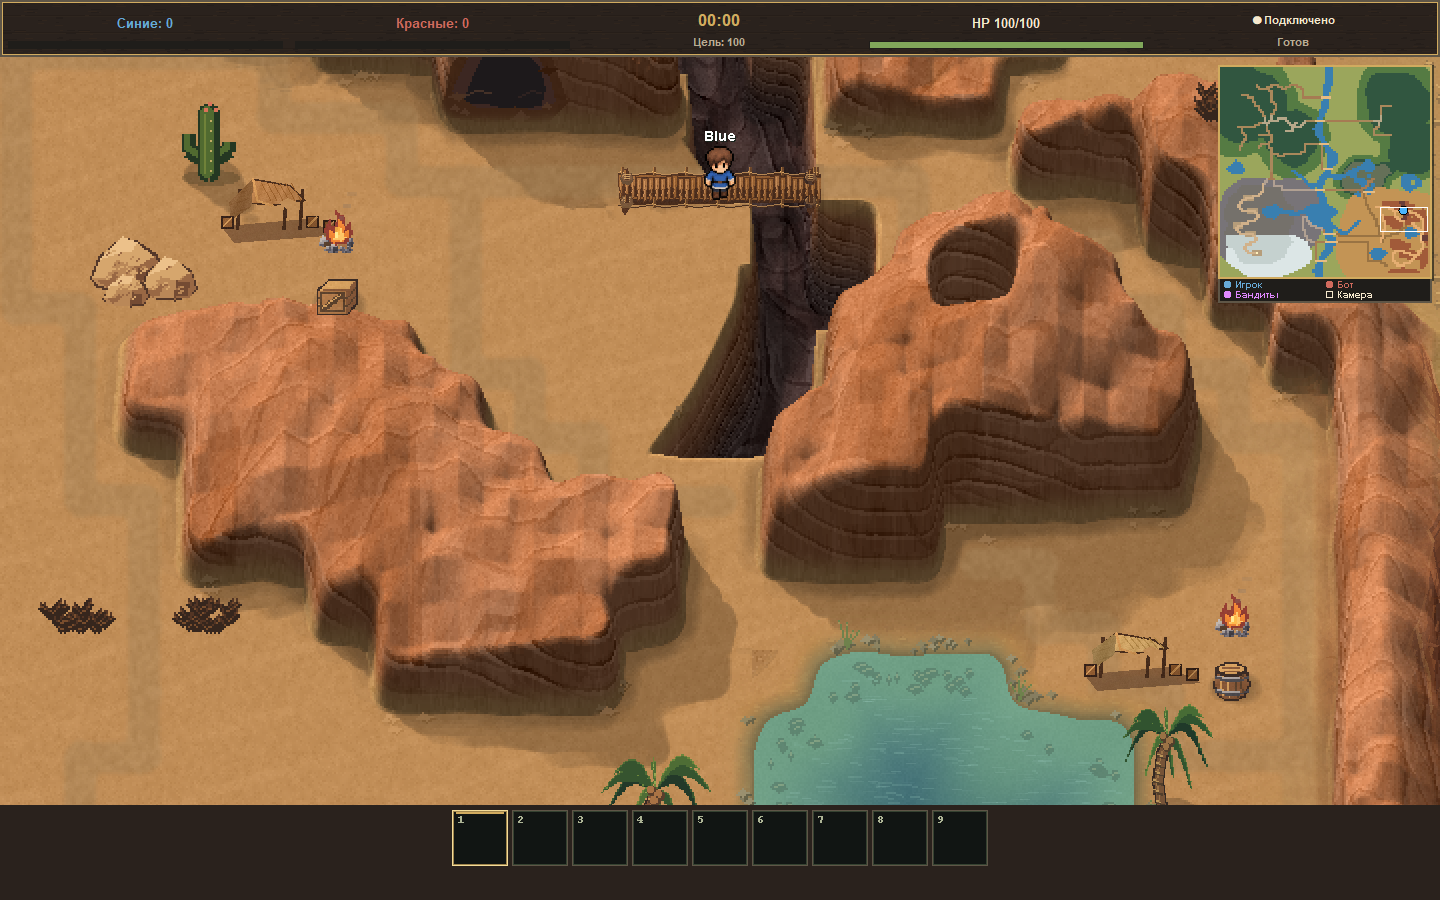 Синие: 0
Красные: 0
00:00
Цель: 100
HP 100/100
Подключено
Готов
Blue
Игрок
Бот
Бандиты
Камера
1 2 3 4 5 6 7 8 9